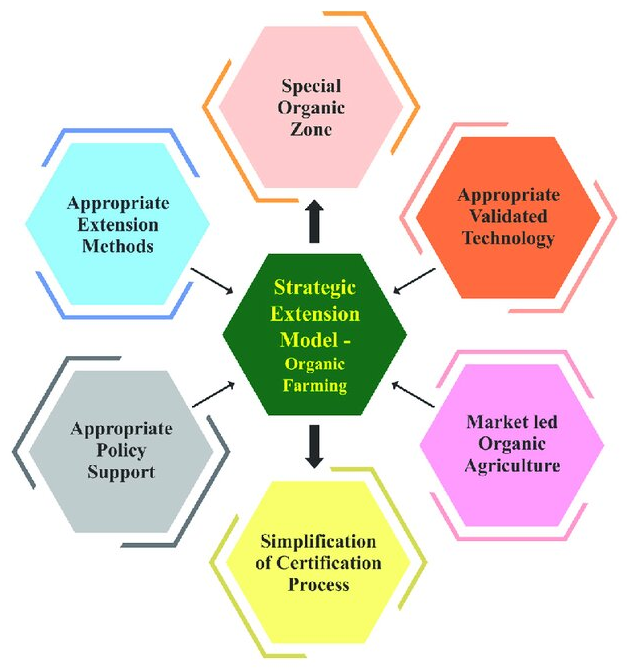 Special
Organic
Zone
Appropriate
Extension
Methods
Appropriate
Validated
Technology
Strategic
Extension
Model -
Organic
Farming
Appropriate
Policy
Support
Market led
Organic
Agriculture
Simplification
of Certification
Process